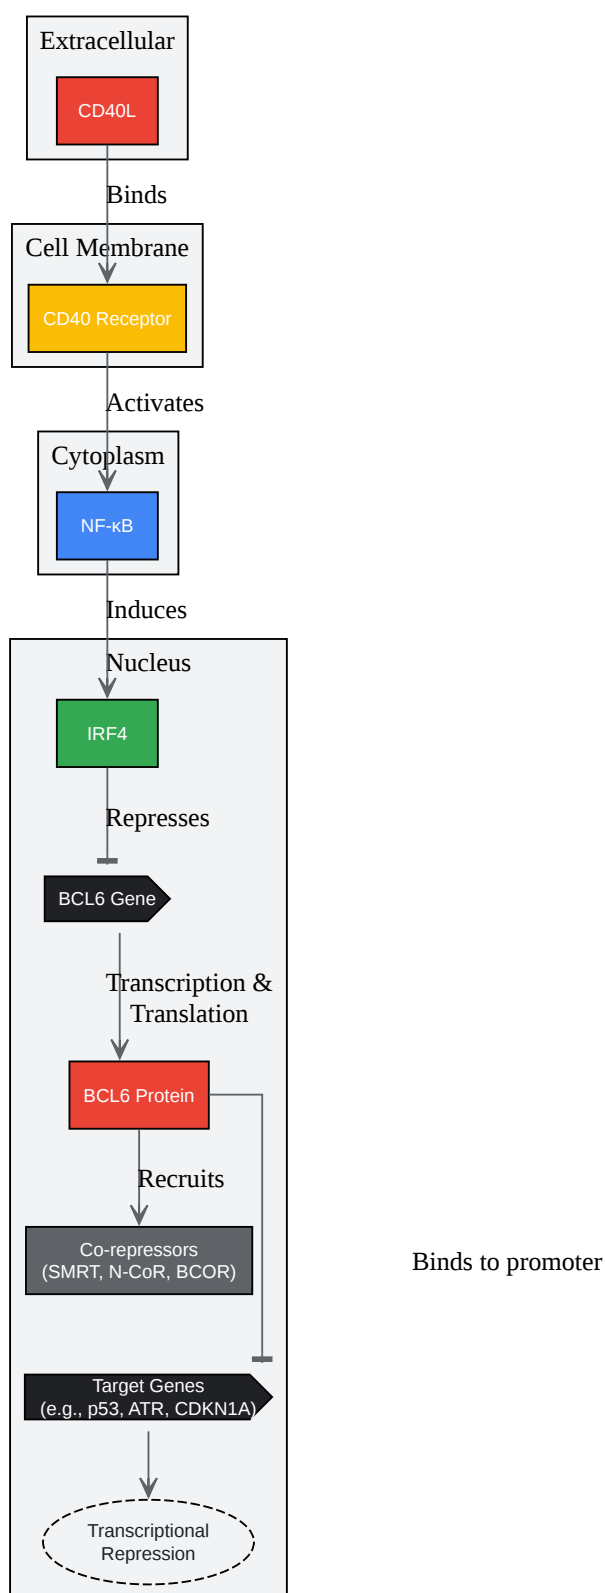 Extracellular
CD40L
Binds
Cell Membrane
CD40 Receptor
Activates
Cytoplasm
NF-κB
Induces
Nucleus
IRF4
Represses
BCL6 Gene
Transcription &
Translation
BCL6 Protein
Recruits
Co-repressors
(SMRT, N-CoR, BCOR)
Binds to promoter
Target Genes
(e.g., p53, ATR, CDKN1A)
Transcriptional
Repression